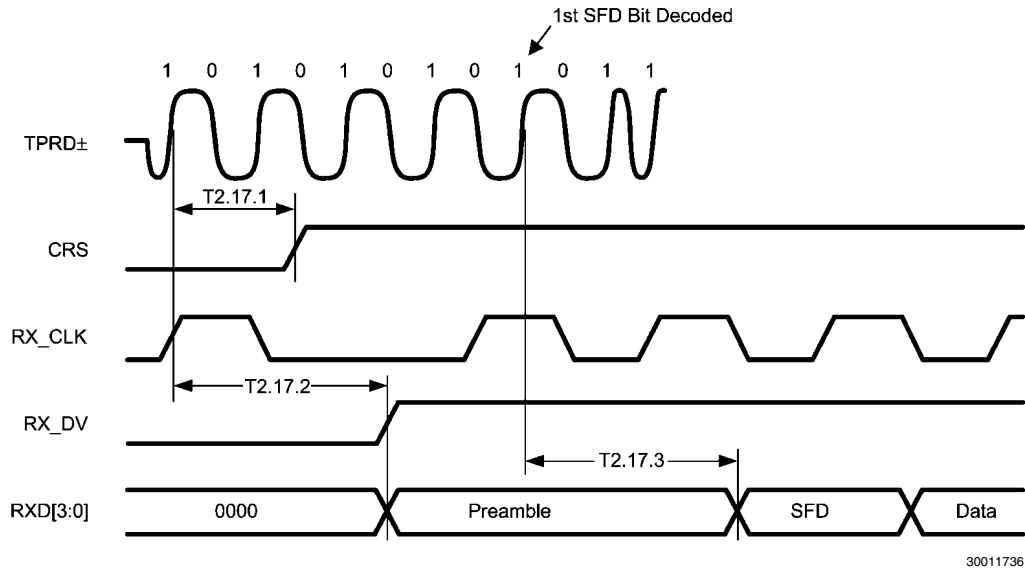 1st SFD Bit Decoded
1 0 1 0 1 0 1 0 1 0 1 1
TPRD±
T2.17.1
CRS
RX_CLK
T2.17.2
RX_DV
T2.17.3
RXD[3:0] 0000 Preamble SFD Data
30011736